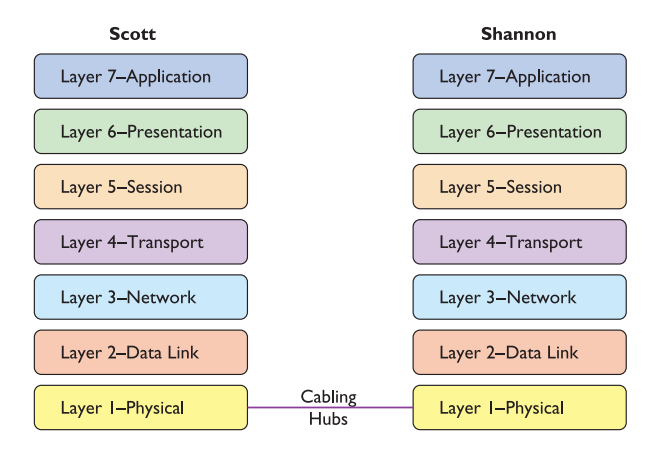 Scott
Shannon
Layer 7–Application
Layer 7–Application
Layer 6–Presentation
Layer 6–Presentation
Layer 5–Session
Layer 5–Session
Layer 4–Transport
Layer 4–Transport
Layer 3–Network
Layer 3–Network
Layer 2–Data Link
Layer 2–Data Link
Layer 1–Physical
Cabling
Hubs
Layer 1–Physical